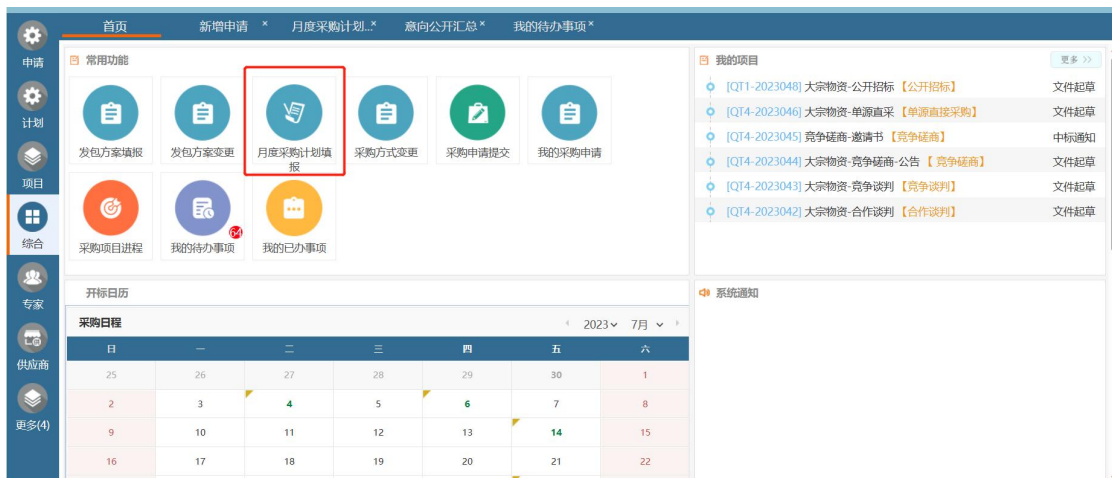 首页
新增申请 ×
月度采购计划... ×
意向公开汇总 ×
我的待办事项 ×
申请
计划
项目
综合
专家
供应商
更多(4)
常用功能
发包方案填报
发包方案变更
月度采购计划填
报
采购方式变更
采购申请提交
我的采购申请
采购项目进程
64
我的待办事项
我的已办事项
我的项目
更多 >>
[QT1-2023048] 大宗物资-公开招标 【公开招标】 文件起草
[QT4-2023046] 大宗物资-单源直采 【单源直接采购】 文件起草
[QT4-2023045] 竞争磋商-邀请书 【竞争磋商】 中标通知
[QT4-2023044] 大宗物资-竞争磋商-公告 【 竞争磋商】 文件起草
[QT4-2023043] 大宗物资-竞争谈判 【竞争谈判】 文件起草
[QT4-2023042] 大宗物资-合作谈判 【合作谈判】 文件起草
开标日历
采购日程
2023 7月
日 一 二 三 四 五 六
25 26 27 28 29 30 1
2 3 4 5 6 7 8
9 10 11 12 13 14 15
16 17 18 19 20 21 22
系统通知